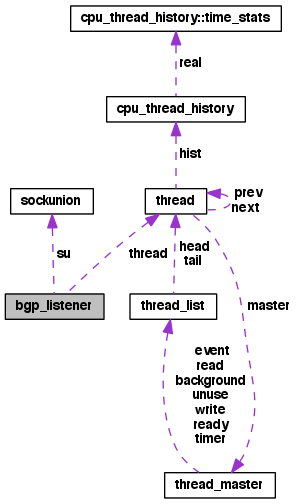 cpu_thread_history::time_stats
real
cpu_thread_history
hist
sockunion
thread
prev
next
su
thread
head
tail
bgp_listener
thread_list
master
event
read
background
unuse
write
ready
timer
thread_master